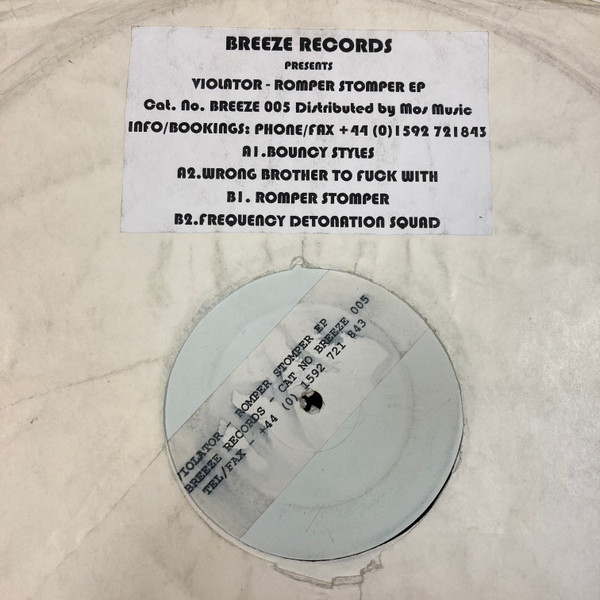 BREEZE RECORDS
PRESENTS
VIOLATOR - ROMPER STOMPER EP
Cat. No. BREEZE 005 Distributed by Mos Music
INFO/BOOKINGS: PHONE/FAX +44 (0)1592 721843
A1.BOUNCY STYLES
A2.WRONG BROTHER TO FUCK WITH
B1. ROMPER STOMPER
B2.FREQUENCY DETONATION SQUAD
VIOLATOR - ROMPER STOMPER EP
BREEZE RECORDS - CAT NO BREEZE 005
TEL/FAX - +44 (0) 1592 721 843